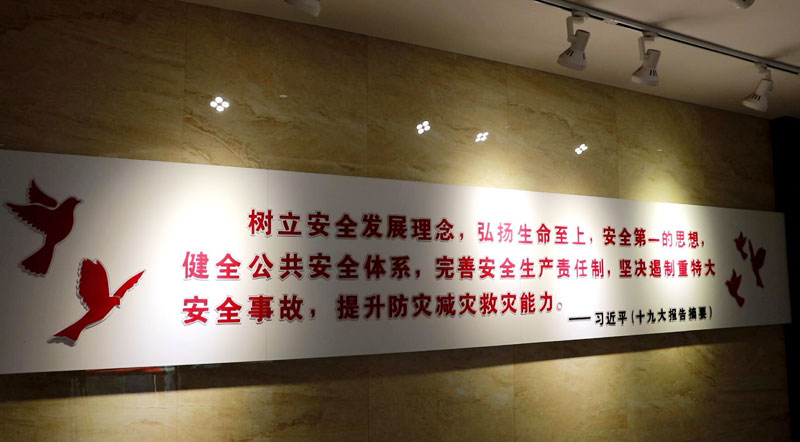 树立安全发展理念，弘扬生命至上，安全第一的思想，
健全公共安全体系，完善安全生产责任制，坚决遏制重特大
安全事故，提升防灾减灾救灾能力。
——习近平（十九大报告摘要）